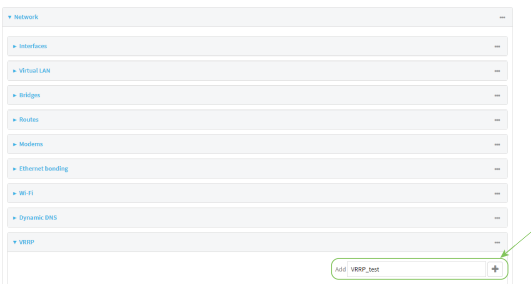 Network
Interfaces
Virtual LAN
Bridges
Routes
Modems
Ethernet bonding
Wi-Fi
Dynamic DNS
VRRP
Add VRRP_test